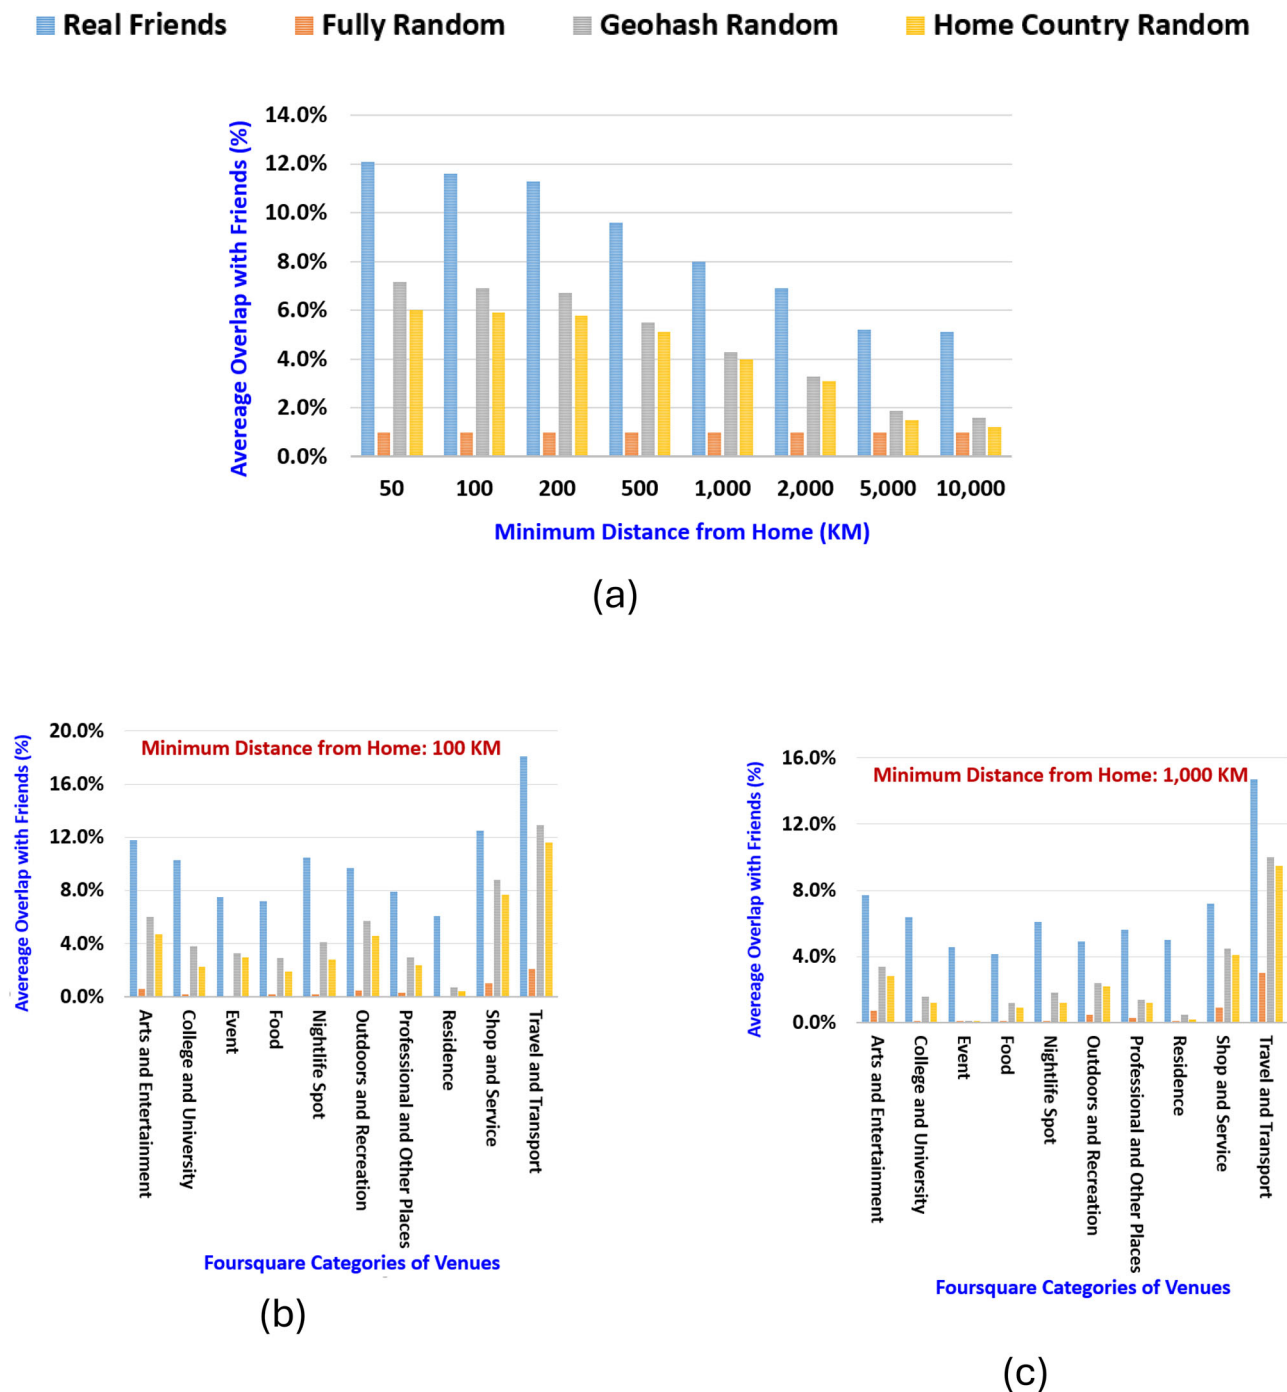 Real Friends Fully Random Geohash Random Home Country Random
Avereage Overlap with Friends (%)
14.0%
12.0%
10.0%
8.0%
6.0%
4.0%
2.0%
0.0%
50 100 200 500 1,000 2,000 5,000 10,000
Minimum Distance from Home (KM)
(a)
Avereage Overlap with Friends (%)
Minimum Distance from Home: 100 KM
20.0%
16.0%
12.0%
8.0%
4.0%
0.0%
Arts and Entertainment
College and University
Event
Food
Nightlife Spot
Outdoors and Recreation
Professional and Other Places
Residence
Shop and Service
Travel and Transport
Foursquare Categories of Venues
(b)
Avereage Overlap with Friends (%)
Minimum Distance from Home: 1,000 KM
16.0%
12.0%
8.0%
4.0%
0.0%
Arts and Entertainment
College and University
Event
Food
Nightlife Spot
Outdoors and Recreation
Professional and Other Places
Residence
Shop and Service
Travel and Transport
Foursquare Categories of Venues
(c)